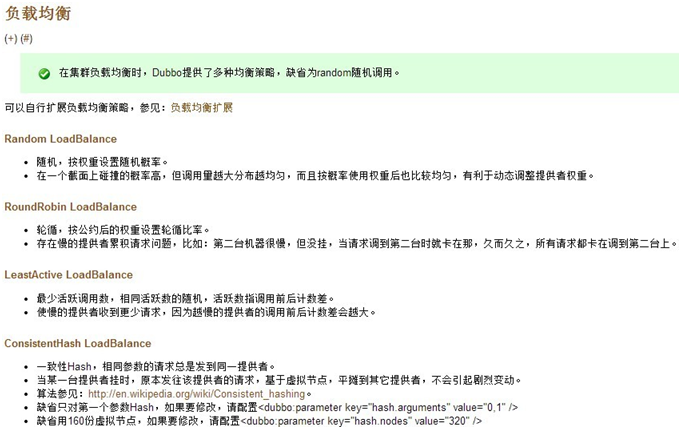 负载均衡
(+) (#)
在集群负载均衡时，Dubbo提供了多种均衡策略，缺省为random随机调用。
可以自行扩展负载均衡策略，参见：负载均衡扩展
Random LoadBalance
随机，按权重设置随机概率。
在一个截面上碰撞的概率高，但调用量越大分布越均匀，而且按概率使用权重后也比较均匀，有利于动态调整提供者权重。
RoundRobin LoadBalance
轮循，按公约后的权重设置轮循比率。
存在慢的提供者累积请求问题，比如：第二台机器很慢，但没挂，当请求调到第二台时就卡在那，久而久之，所有请求都卡在调到第二台上。
LeastActive LoadBalance
最少活跃调用数，相同活跃数的随机，活跃数指调用前后计数差。
使慢的提供者收到更少请求，因为越慢的提供者的调用前后计数差会越大。
ConsistentHash LoadBalance
一致性Hash，相同参数的请求总是发到同一提供者。
当某一台提供者挂时，原本发往该提供者的请求，基于虚拟节点，平摊到其它提供者，不会引起剧烈变动。
算法参见：http://en.wikipedia.org/wiki/Consistent_hashing。
缺省只对第一个参数Hash，如果要修改，请配置<dubbo:parameter key="hash.arguments" value="0,1" />
缺省用160份虚拟节点，如果要修改，请配置<dubbo:parameter key="hash.nodes" value="320" />